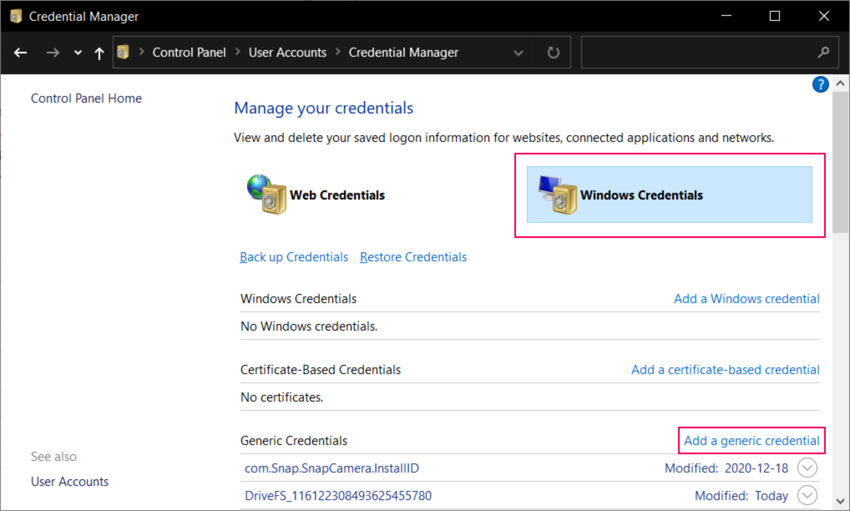 Credential Manager
Control Panel > User Accounts > Credential Manager
Control Panel Home
?
Manage your credentials
View and delete your saved logon information for websites, connected applications and networks.
Web Credentials
Windows Credentials
Back up Credentials Restore Credentials
Windows Credentials Add a Windows credential
No Windows credentials.
Certificate-Based Credentials Add a certificate-based credential
No certificates.
Generic Credentials Add a generic credential
com.Snap.SnapCamera.InstallID Modified: 2020-12-18
DriveFS_116122308493625455780 Modified: Today
See also
User Accounts